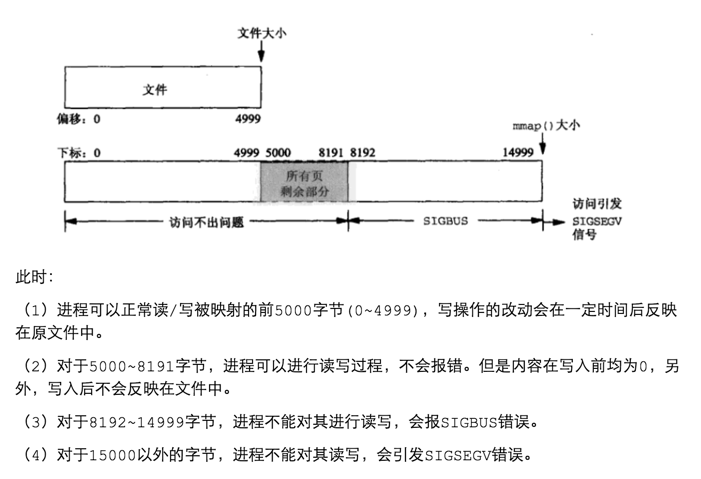 文件大小
文件
偏移：0 4999
mmap()大小
下标：0 4999 5000 8191 8192 14999
所有页
剩余部分
访问不出问题 SIGBUS 访问引发
SIGSEGV
信号
此时：
（1）进程可以正常读/写被映射的前5000字节(0~4999)，写操作的改动会在一定时间后反映
在原文件中。
（2）对于5000~8191字节，进程可以进行读写过程，不会报错。但是内容在写入前均为0，另
外，写入后不会反映在文件中。
（3）对于8192~14999字节，进程不能对其进行读写，会报SIGBUS错误。
（4）对于15000以外的字节，进程不能对其读写，会引发SIGSEGV错误。